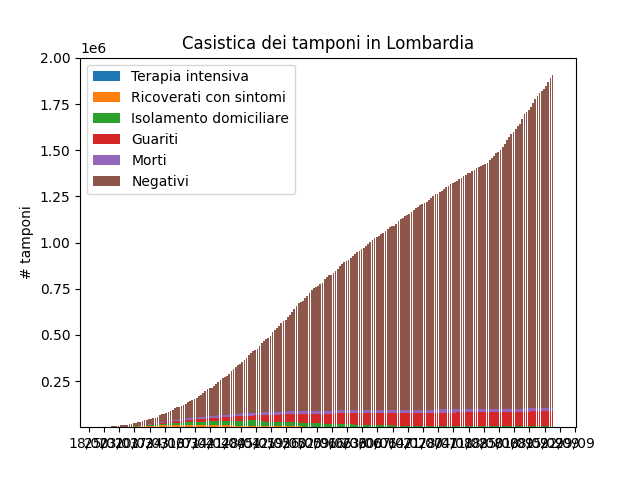 Casistica dei tamponi in Lombardia
1e6
2.00
1.75
1.50
1.25
1.00
0.75
0.50
0.25
# tamponi
Terapia intensiva
Ricoverati con sintomi
Isolamento domiciliare
Guariti
Morti
Negativi